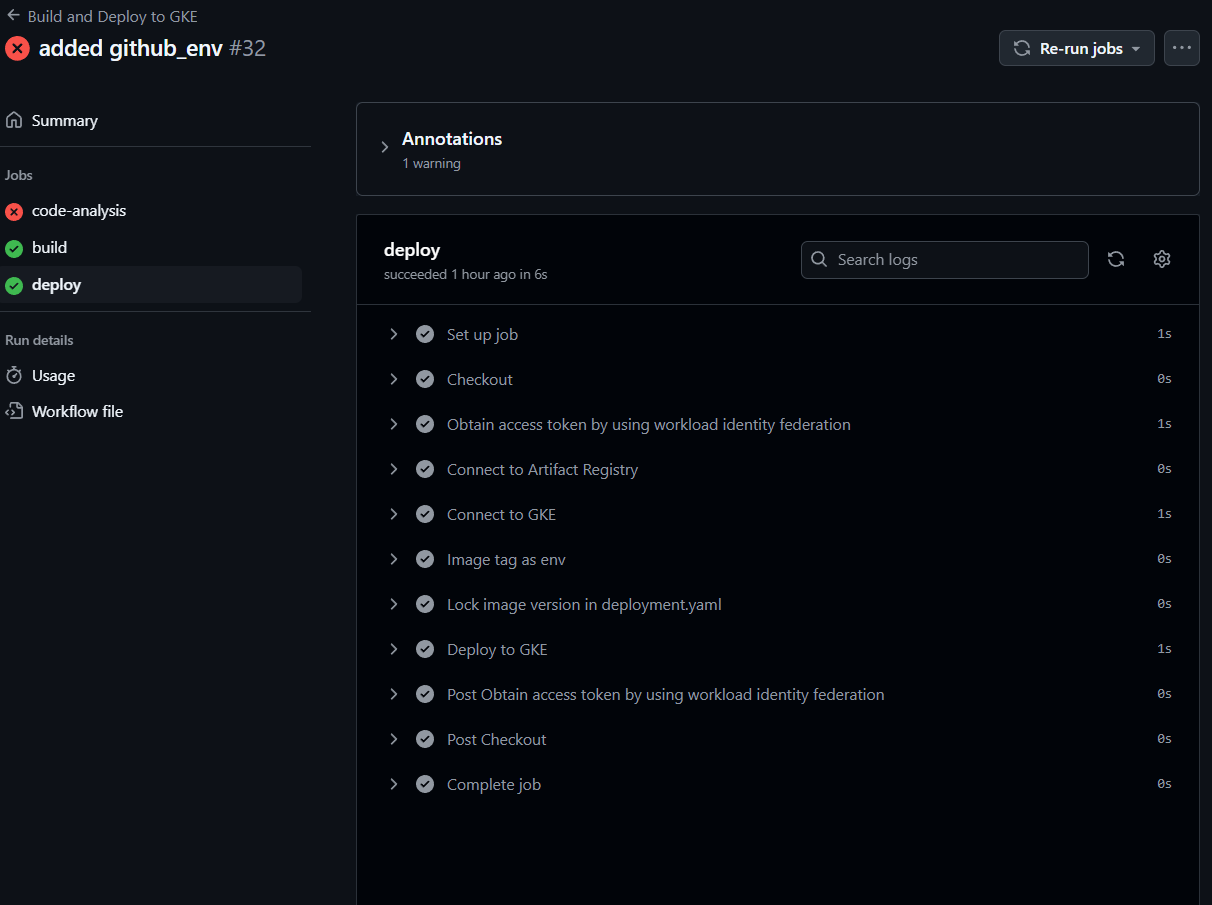 Build and Deploy to GKE
added github_env #32
Re-run jobs
Summary
Jobs
code-analysis
build
deploy
Run details
Usage
Workflow file
Annotations
1 warning
deploy
succeeded 1 hour ago in 6s
Search logs
Set up job 1s
Checkout 0s
Obtain access token by using workload identity federation 1s
Connect to Artifact Registry 0s
Connect to GKE 1s
Image tag as env 0s
Lock image version in deployment.yaml 0s
Deploy to GKE 1s
Post Obtain access token by using workload identity federation 0s
Post Checkout 0s
Complete job 0s